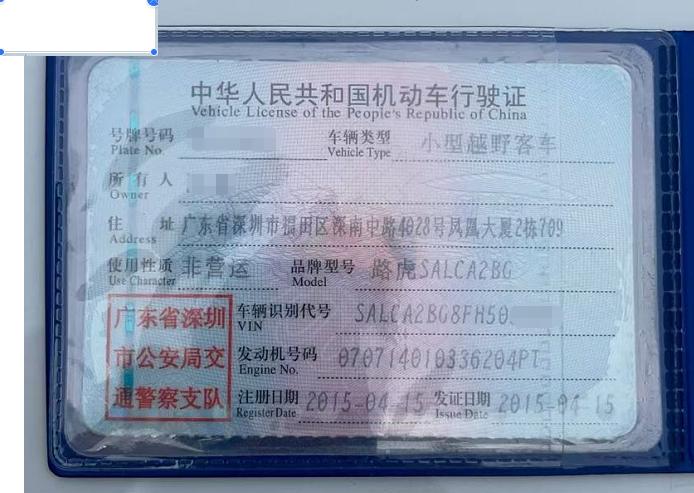 中华人民共和国机动车行驶证
Vehicle License of the People's Republic of China
号牌号码 车辆类型 小型越野客车
Plate No. Vehicle Type
所有人
Owner
住址 广东省深圳市福田区深南中路4028号凤凰大厦2栋709
Address
使用性质 非营运 品牌型号 路虎SALCA2BG
Use Character Model
广东省深圳 车辆识别代号 SALCA2BG8FH50
VIN
市公安局交 发动机号码 070714010336204PT
Engine No.
通警察支队 注册日期 2015-04-15 发证日期 2015-04-15
Register Date Issue Date